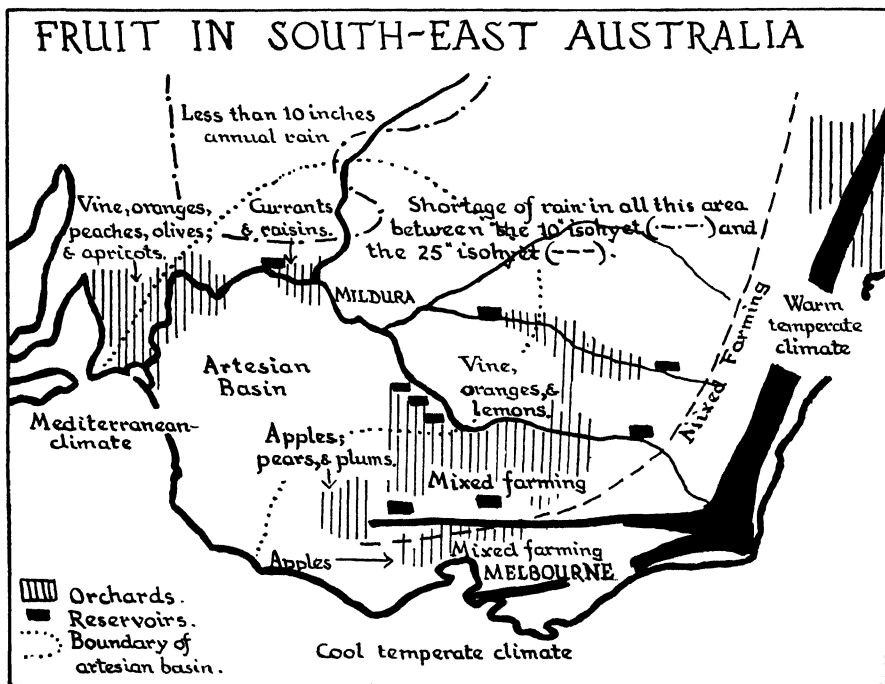 FRUIT IN SOUTH-EAST AUSTRALIA
Less than 10 inches
annual rain
Vine, oranges,
peaches, olives,
& apricots.
Currants
& raisins.
Shortage of rain in all this area
between the 10" isohyet (-·-·-) and
the 25" isohyet (---).
MILDURA
Mixed Farming
Warm
temperate
climate
Artesian
Basin
Vine,
oranges, &
lemons.
Mediterranean-
climate
Apples,
pears, & plums.
Mixed farming
Apples
Mixed farming
MELBOURNE
Orchards.
Reservoirs.
Boundary of
artesian basin.
Cool temperate climate